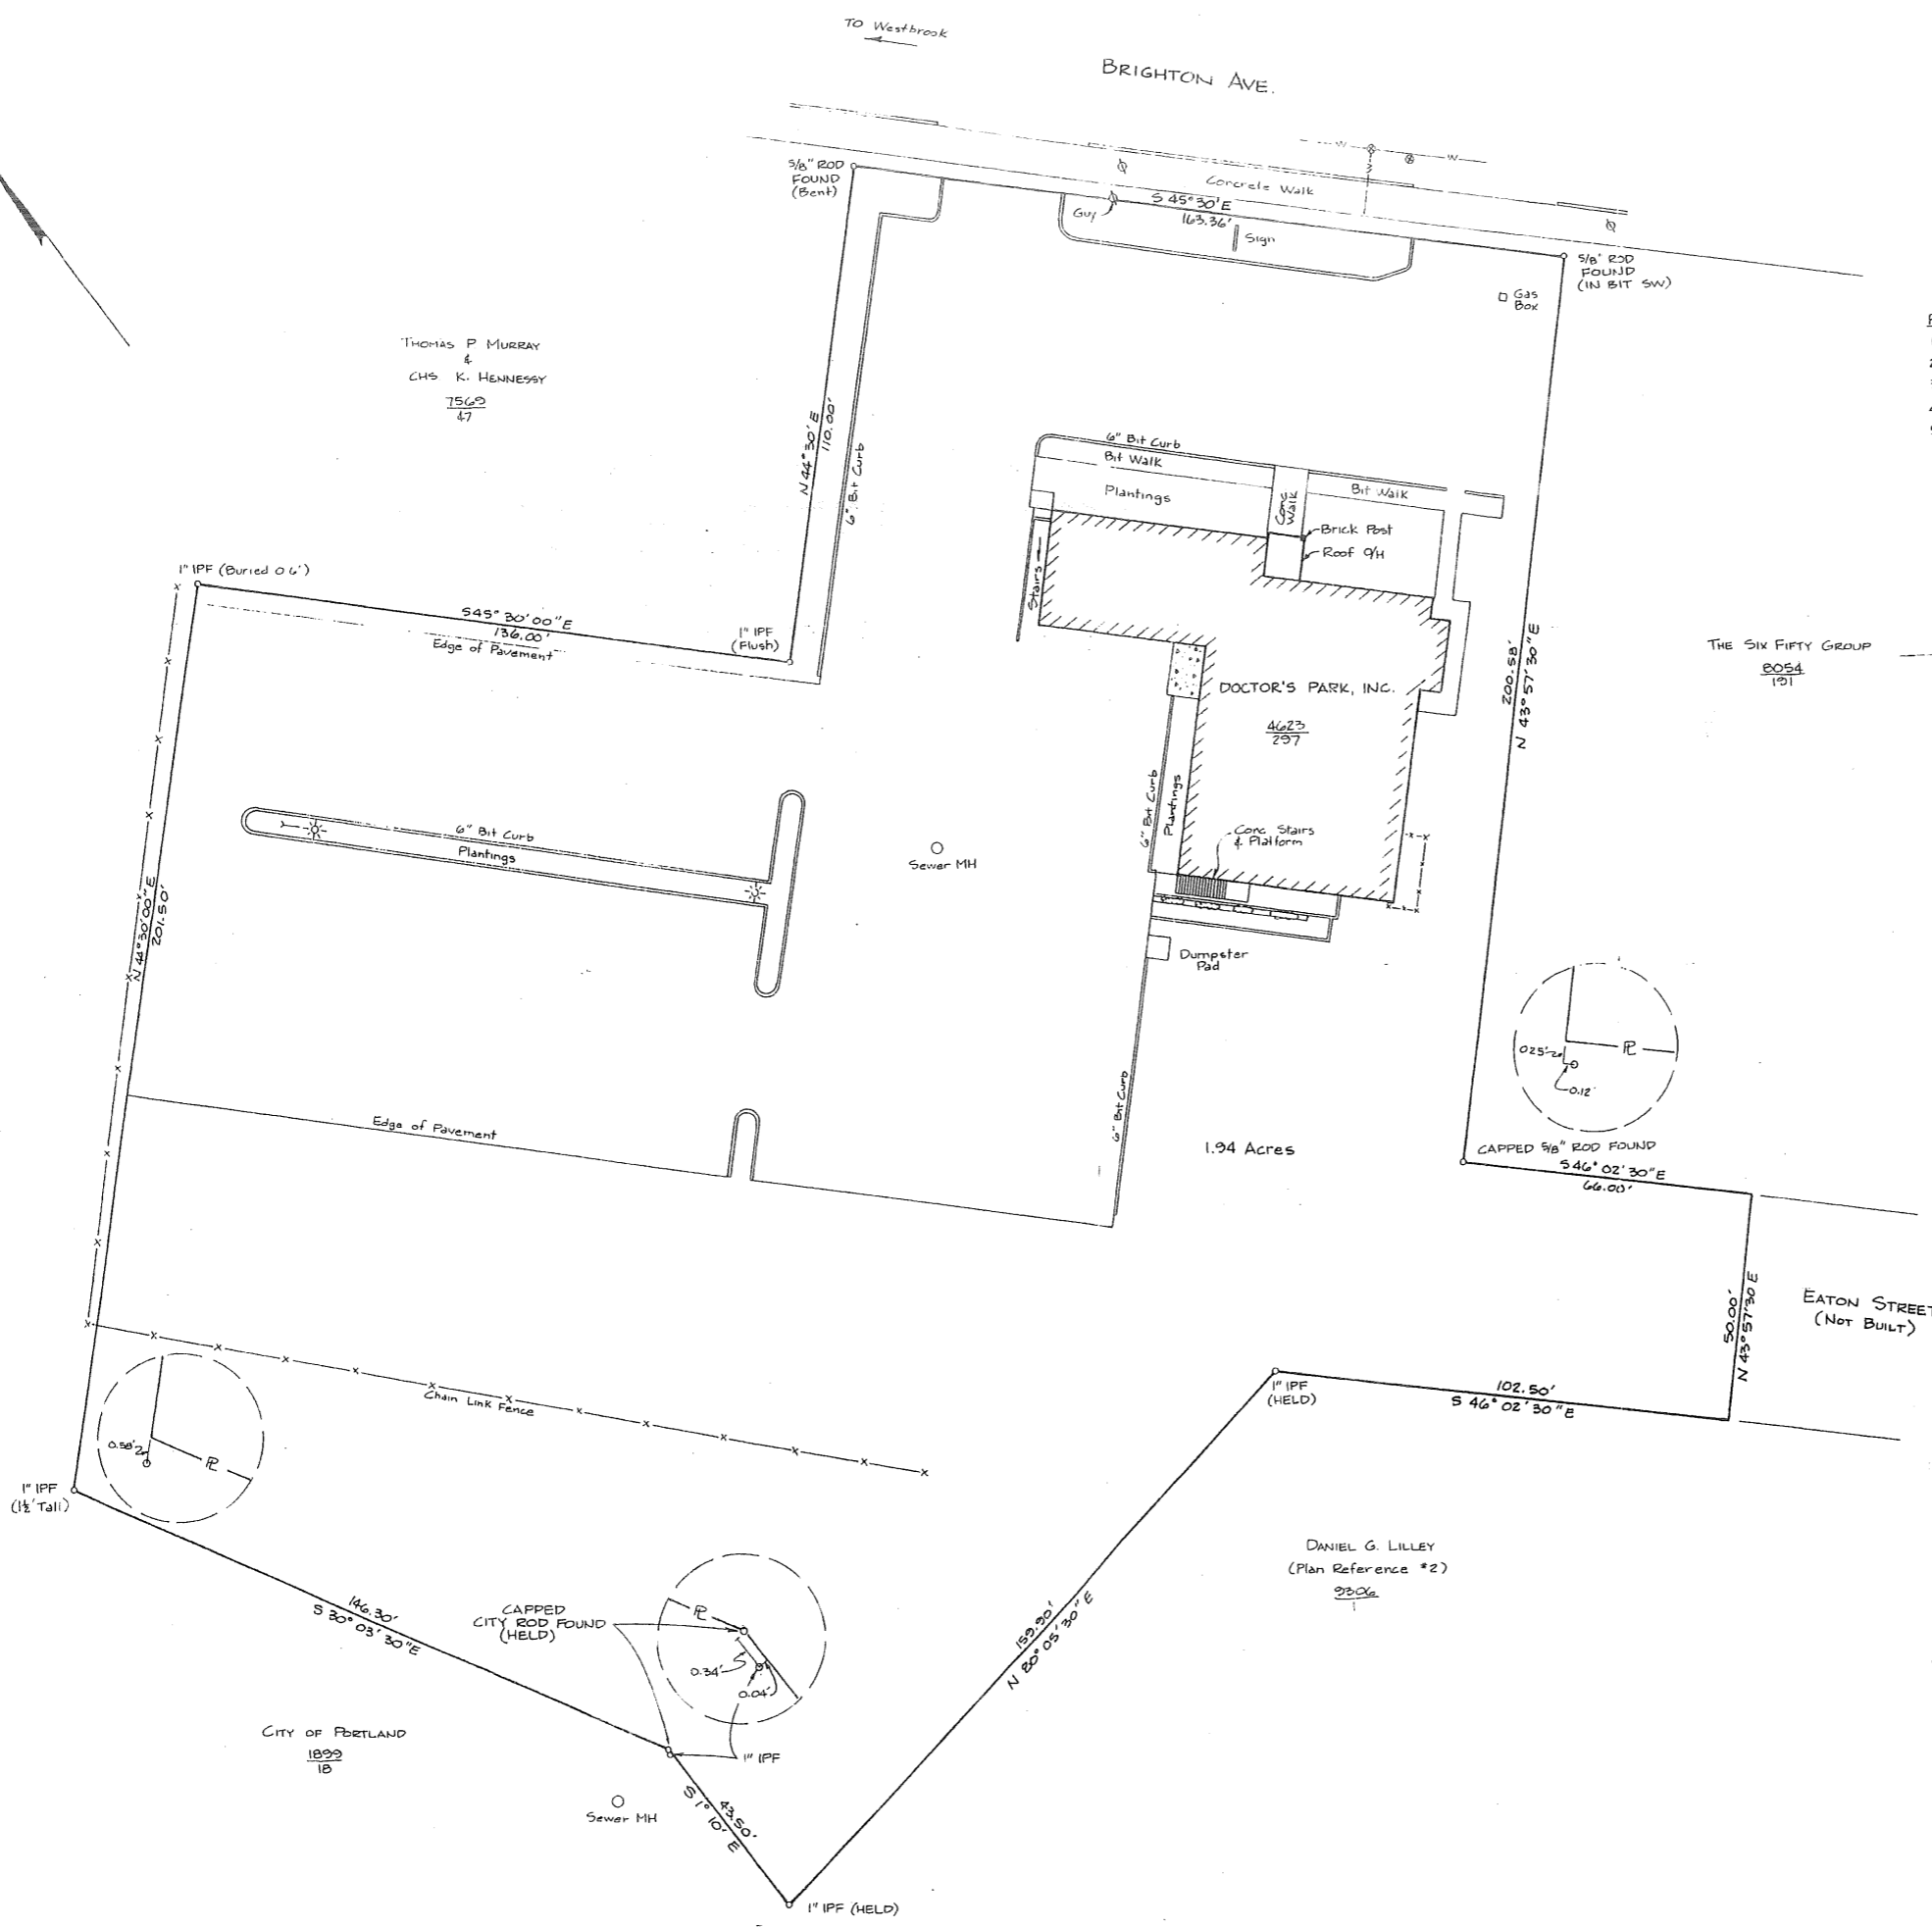 TO Westbrook
BRIGHTON AVE.
5/8" ROD
FOUND
(Bent)
Concrete Walk
S 45°30'E
163.36'
Guy
Sign
5/8" ROD
FOUND
(IN BIT SW)
Gas
Box
THOMAS P MURRAY
&
CHS K. HENNESSY
7569
47
N 44°30'E
110.00'
6" Bit Curb
6" Bit Curb
Bit Walk
Plantings
Conc
Walk
Bit Walk
Brick Post
Roof O/H
Stairs
1" IPF (Buried 0.6')
S45°30'00"E
136.00'
Edge of Pavement
1" IPF
(Flush)
200.58'
N 43°57'30"E
THE SIX FIFTY GROUP
8054
191
DOCTOR'S PARK, INC.
4623
297
6" Bit Curb
Plantings
6" Bit Curb
Plantings
Sewer MH
Conc Stairs
& Platform
N 44°30'00"E
201.50'
Dumpster
Pad
025'
PL
0.12'
6" Bit Curb
Edge of Pavement
1.94 Acres
CAPPED 5/8" ROD FOUND
S46°02'30"E
66.00'
50.00'
N 43°57'30 E
EATON STREET
(NOT BUILT)
1" IPF
(HELD)
102.50'
S 46°02'30"E
Chain Link Fence
0.58'
PL
1" IPF
(1½' Tall)
146.30'
S 30°03'30"E
CAPPED
CITY ROD FOUND
(HELD)
PL
0.34'
0.04'
159.90'
N 80°05'30"E
DANIEL G. LILLEY
(Plan Reference #2)
9306
1
CITY OF PORTLAND
1899
18
1" IPF
Sewer MH
43.50'
S 1°10' E
1" IPF (HELD)